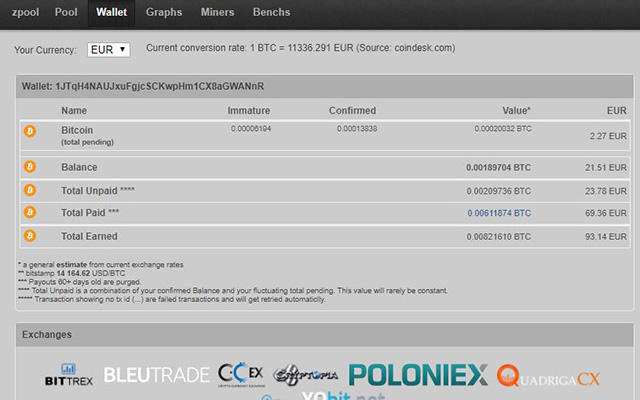 zpool Pool Wallet Graphs Miners Benchs
Your Currency: EUR Current conversion rate: 1 BTC = 11336.291 EUR (Source: coindesk.com)
Wallet: 1JTqH4NAUJxuFgjcSCKwpHm1CX8aGWANnR
Name Immature Confirmed Value* EUR
Bitcoin 0.00006194 0.00013838 0.00020032 BTC 2.27 EUR
(total pending)
Balance 0.00189704 BTC 21.51 EUR
Total Unpaid **** 0.00209736 BTC 23.78 EUR
Total Paid *** 0.00611874 BTC 69.36 EUR
Total Earned 0.00821610 BTC 93.14 EUR
* a general estimate from current exchange rates
** bitstamp 14 164.62 USD/BTC
*** Payouts 60+ days old are purged.
**** Total Unpaid is a combination of your confirmed Balance and your fluctuating total pending. This value will rarely be constant.
***** Transaction showing no tx id (...) are failed transactions and will get retried automaticlly.
Exchanges
BITTREX BLEUTRADE CCEX CRYPTOPIA POLONIEX QUADRIGACX
YObit.net